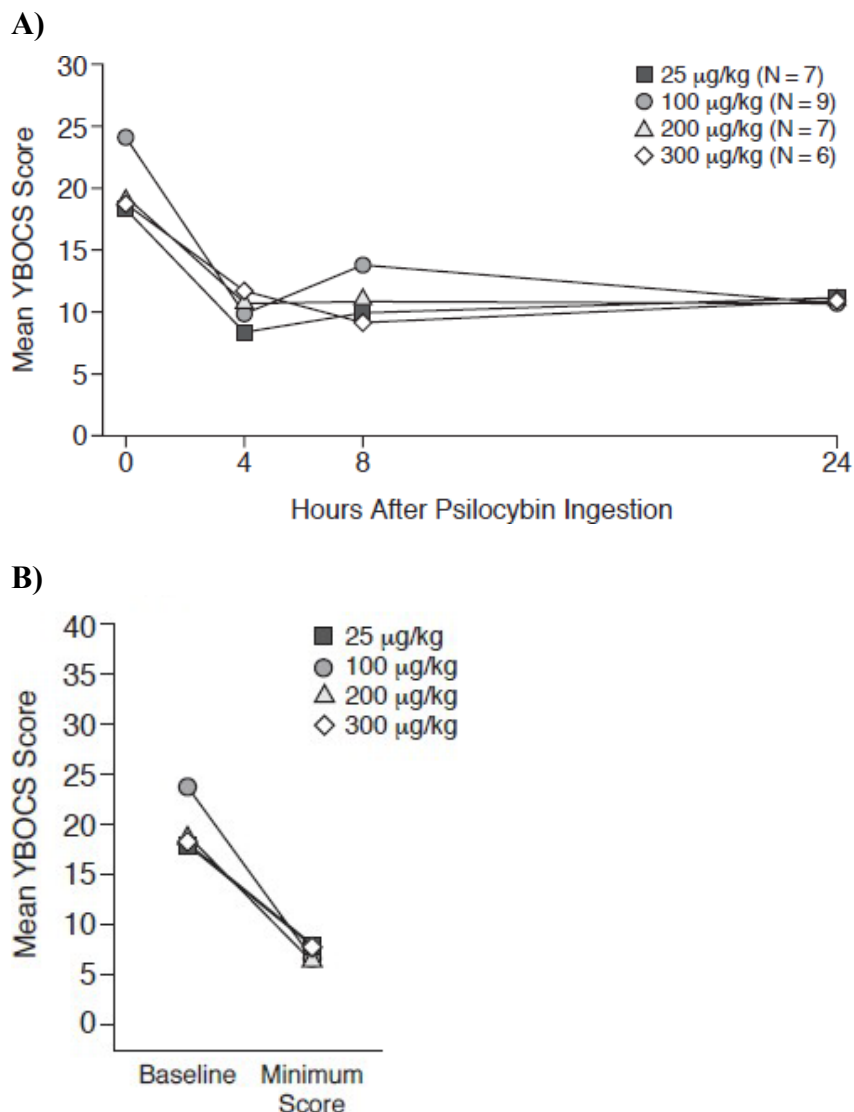 A)
30
25
20
15
10
5
0
Mean YBOCS Score
25 μg/kg (N = 7)
100 μg/kg (N = 9)
200 μg/kg (N = 7)
300 μg/kg (N = 6)
0 4 8 24
Hours After Psilocybin Ingestion
B)
40
35
30
25
20
15
10
5
0
Mean YBOCS Score
25 μg/kg
100 μg/kg
200 μg/kg
300 μg/kg
Baseline Minimum
Score